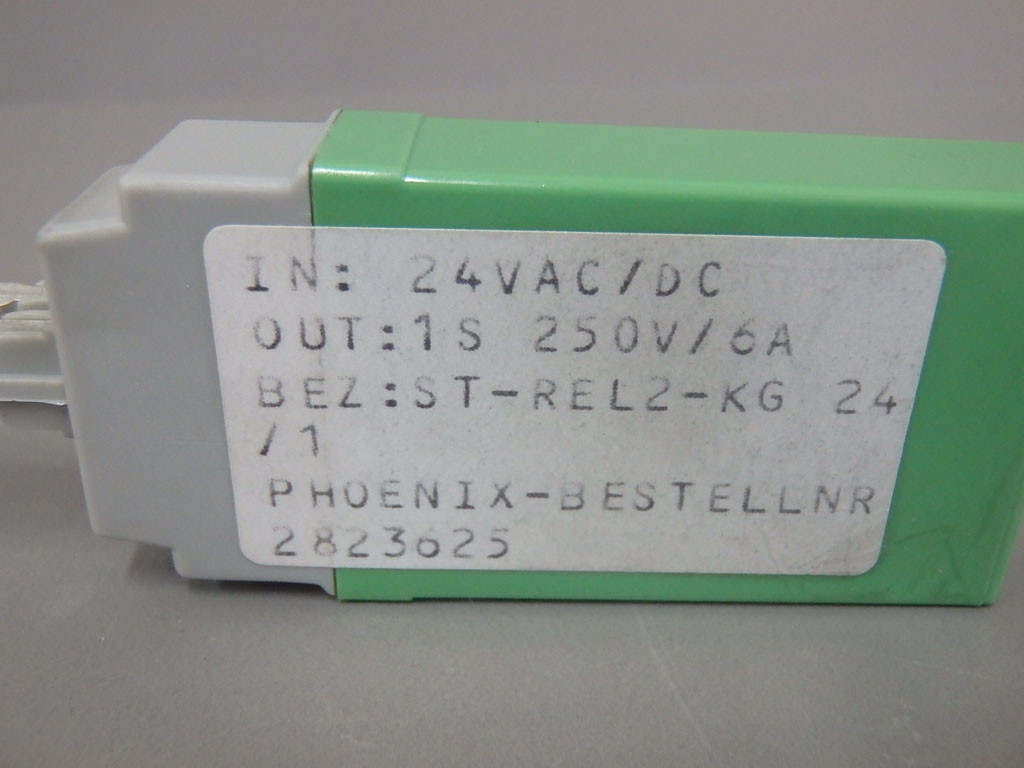 IN: 24VAC/DC
OUT:1S 250V/6A
BEZ:ST-REL2-KG 24
/1
PHOENIX-BESTELLNR
2823625